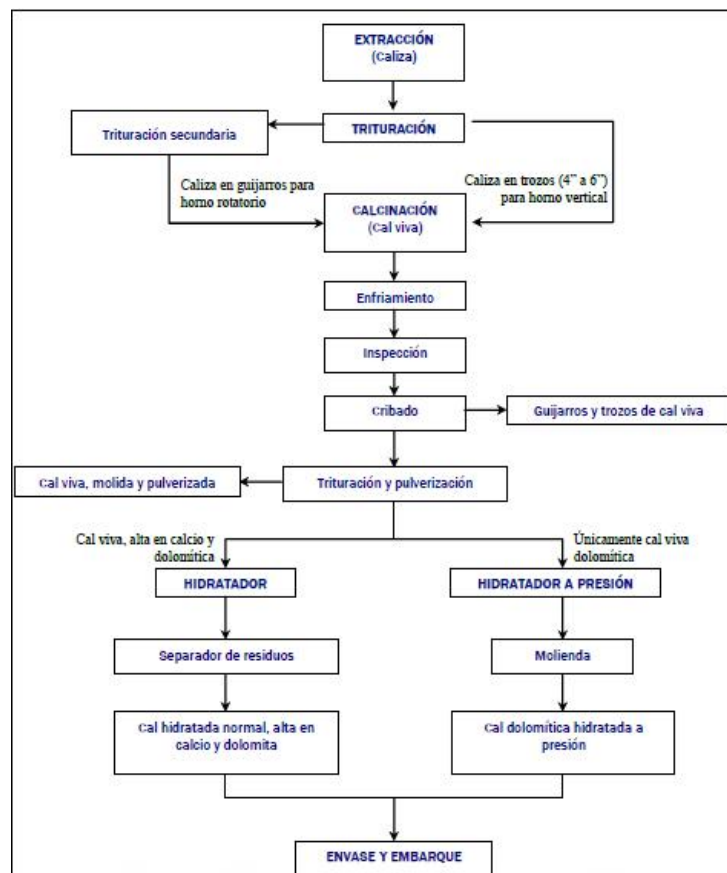 EXTRACCIÓN
(Caliza)
Trituración secundaria
TRITURACIÓN
Caliza en guijarros para
horno rotatorio
Caliza en trozos (4” a 6”)
para horno vertical
CALCINACIÓN
(Cal viva)
Enfriamiento
Inspección
Cribado
Guijarros y trozos de cal viva
Cal viva, molida y pulverizada
Trituración y pulverización
Cal viva, alta en calcio y
dolomítica
Únicamente cal viva
dolomítica
HIDRATADOR
HIDRATADOR A PRESIÓN
Separador de residuos
Molienda
Cal hidratada normal, alta en
calcio y dolomita
Cal dolomítica hidratada a
presión
ENVASE Y EMBARQUE